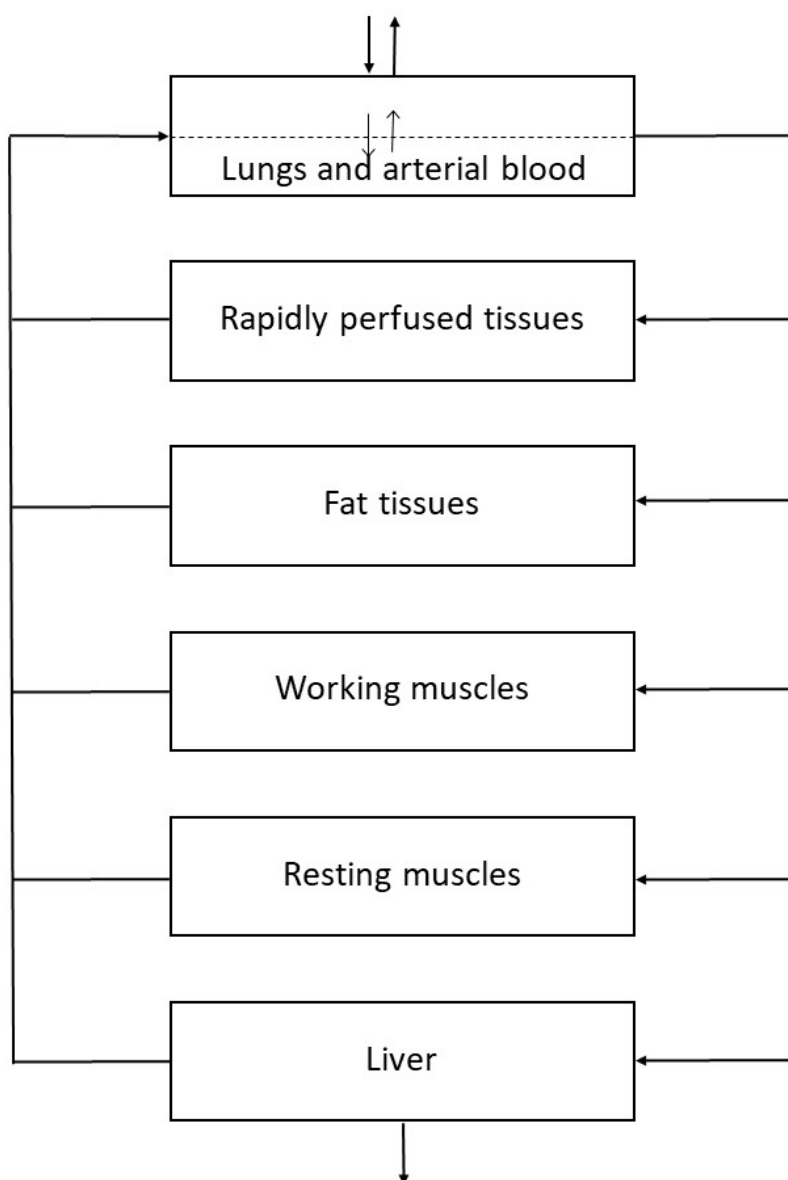 Lungs and arterial blood
Rapidly perfused tissues
Fat tissues
Working muscles
Resting muscles
Liver